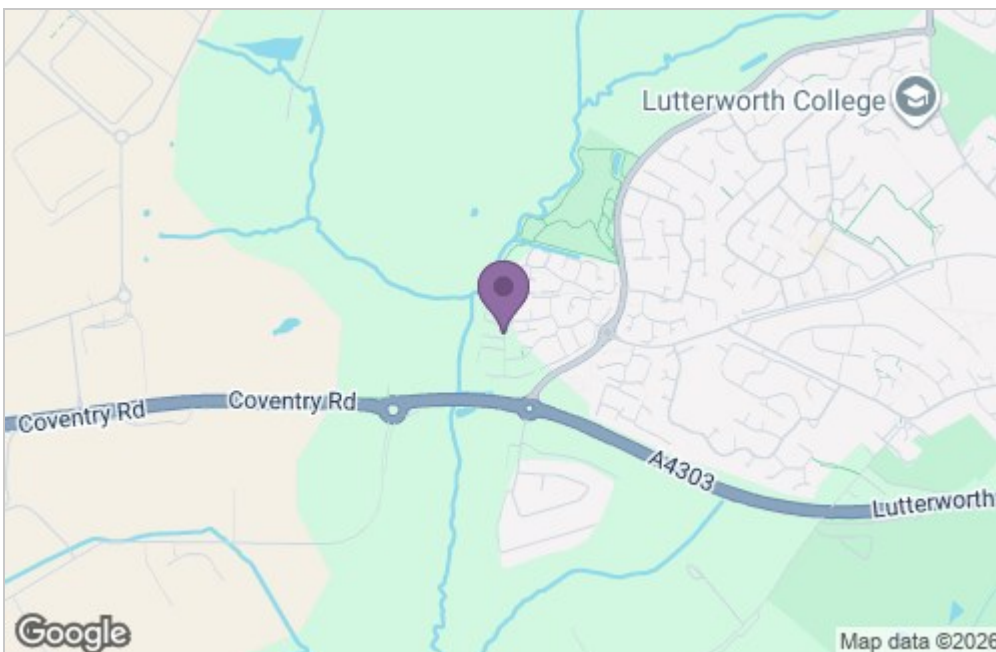 Lutterworth College
Coventry Rd
Coventry Rd
A4303
Lutterworth
Google
Map data ©2026